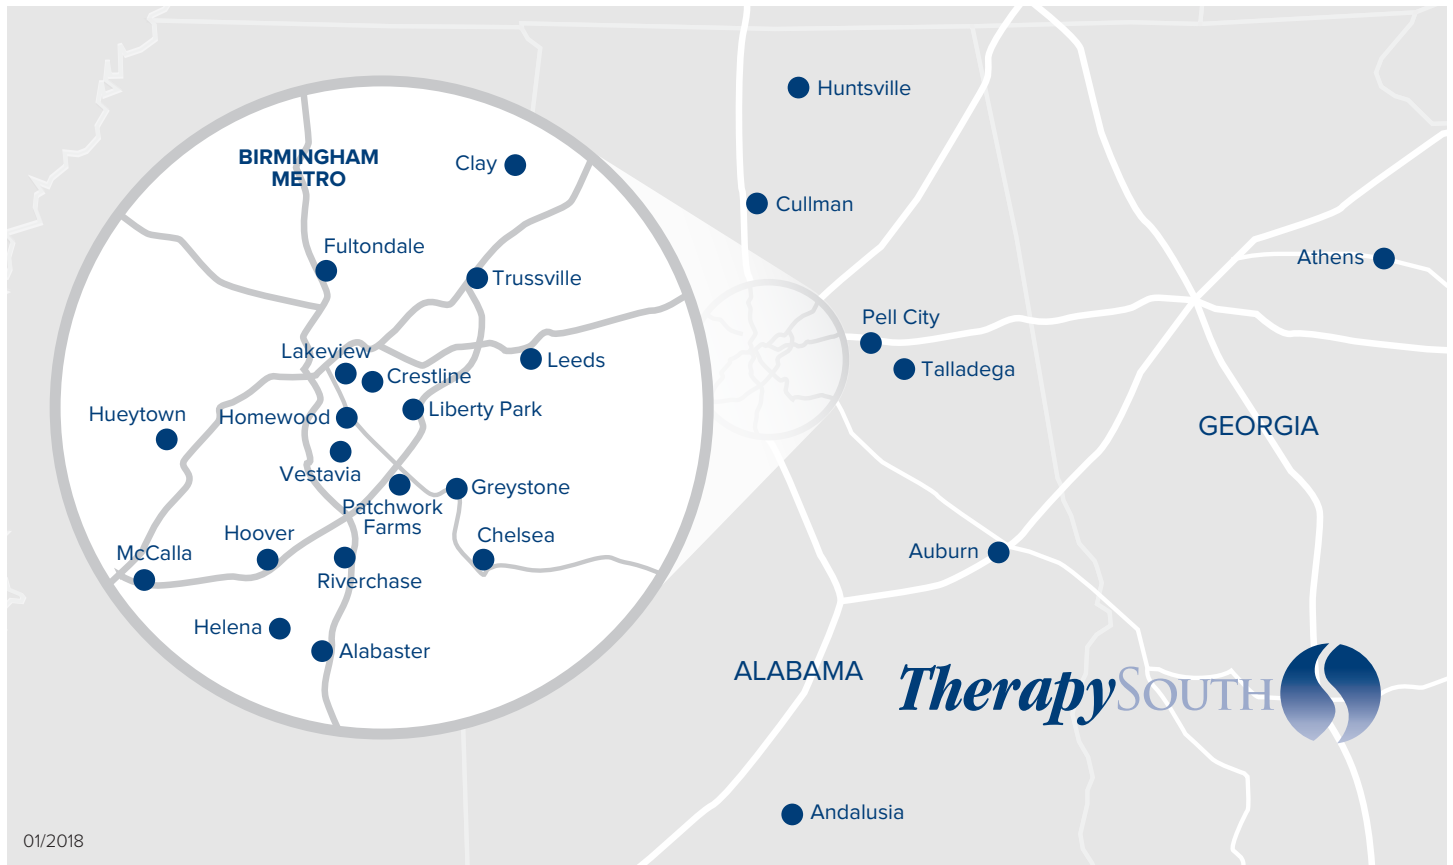 Huntsville
BIRMINGHAM
METRO
Clay
Cullman
Fultondale
Athens
Trussville
Pell City
Lakeview
Leeds
Talladega
Crestline
Liberty Park
Hueytown
Homewood
GEORGIA
Vestavia
Greystone
Patchwork
Farms
Hoover
Chelsea
McCalla
Auburn
Riverchase
Helena
Alabaster
ALABAMA
TherapySOUTH
Andalusia
01/2018